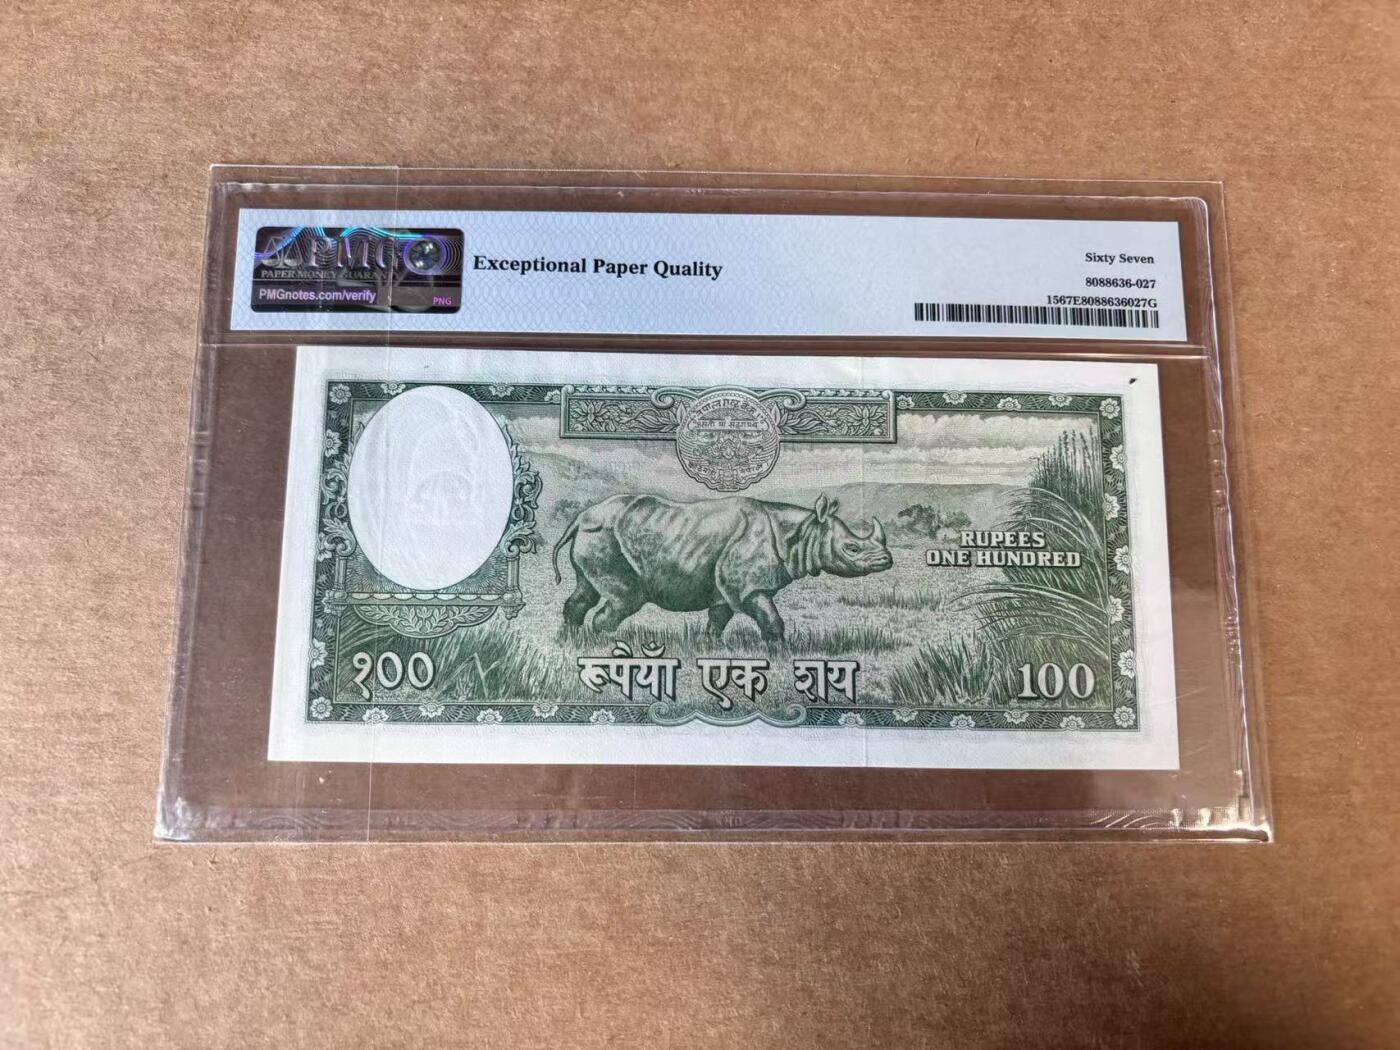 PMG
PAPER MONEY GUARANTY
PMGnotes.com/verify
PNG
Exceptional Paper Quality
Sixty Seven
8088636-027
1567E8088636027G
RUPEES
ONE HUNDRED
१००
रूपैयाँ एक शय
100